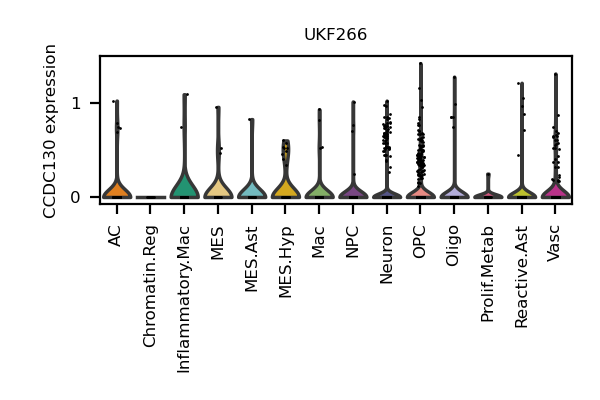 UKF266
CCDC130 expression
1
0
AC
Chromatin.Reg
Inflammatory.Mac
MES
MES.Ast
MES.Hyp
Mac
NPC
Neuron
OPC
Oligo
Prolif.Metab
Reactive.Ast
Vasc